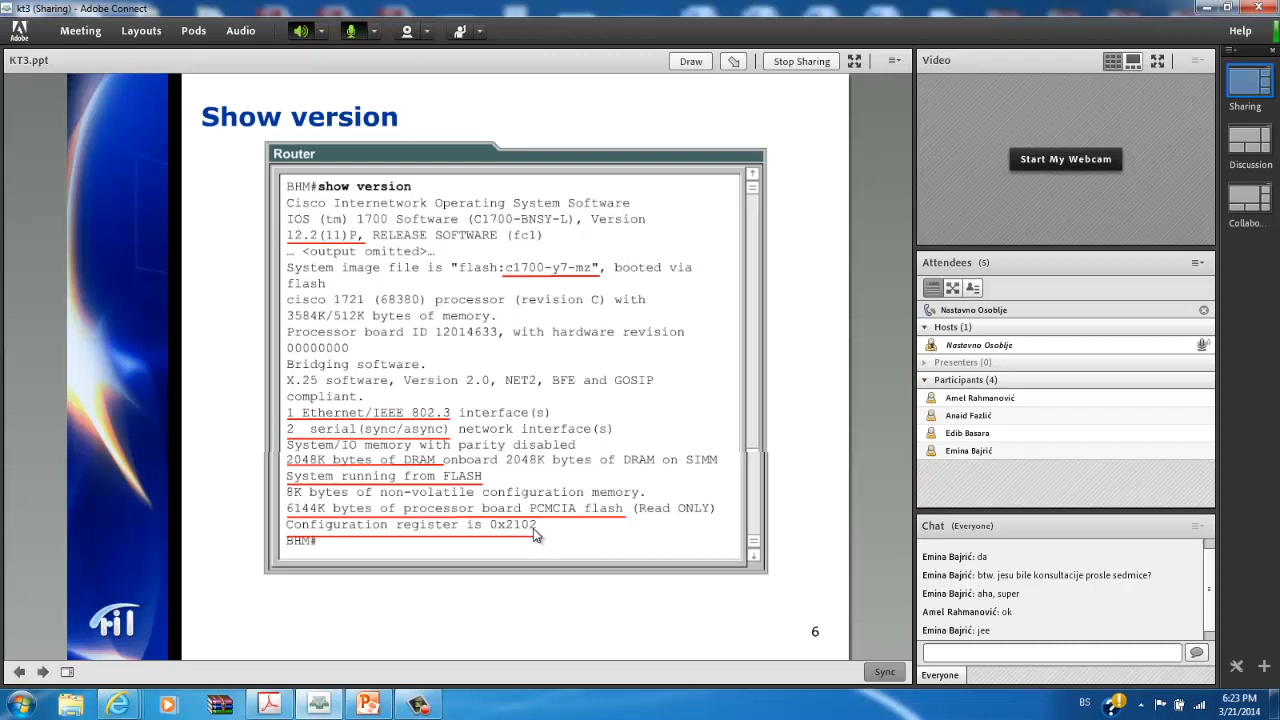 kt3 (Sharing) - Adobe Connect
Adobe
Meeting
Layouts
Pods
Audio
Help
KT3.ppt
Draw
Stop Sharing
Show version
Router
BHM#show version
Cisco Internetwork Operating System Software
IOS (tm) 1700 Software (C1700-BNSY-L), Version
12.2(11)P, RELEASE SOFTWARE (fc1)
… <output omitted>…
System image file is "flash:c1700-y7-mz", booted via
flash
cisco 1721 (68380) processor (revision C) with
3584K/512K bytes of memory.
Processor board ID 12014633, with hardware revision
00000000
Bridging software.
X.25 software, Version 2.0, NET2, BFE and GOSIP
compliant.
1 Ethernet/IEEE 802.3 interface(s)
2  serial(sync/async) network interface(s)
System/IO memory with parity disabled
2048K bytes of DRAM onboard 2048K bytes of DRAM on SIMM
System running from FLASH
8K bytes of non-volatile configuration memory.
6144K bytes of processor board PCMCIA flash (Read ONLY)
Configuration register is 0x2102
BHM#
6
Sync
Video
Start My Webcam
Attendees (5)
Nastavno Osoblje
Hosts (1)
Nastavno Osoblje
Presenters (0)
Participants (4)
Amel Rahmanović
Anaid Fazlić
Edib Basara
Emina Bajrić
Chat (Everyone)
Emina Bajrić: da
Emina Bajrić: btw. jesu bile konsultacije prosle sedmice?
Emina Bajrić: aha, super
Amel Rahmanović: ok
Emina Bajrić: jee
Everyone
Sharing
Discussion
Collabo...
BS
6:23 PM
3/21/2014